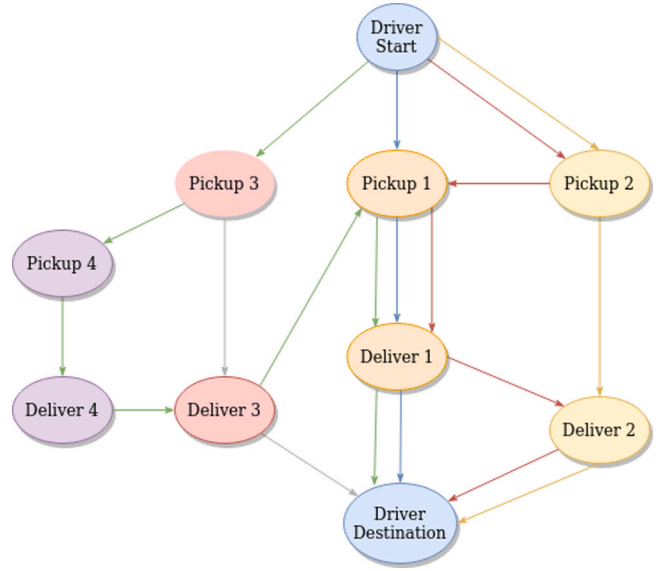 Driver
Start
Pickup 3
Pickup 1
Pickup 2
Pickup 4
Deliver 1
Deliver 4
Deliver 3
Deliver 2
Driver
Destination